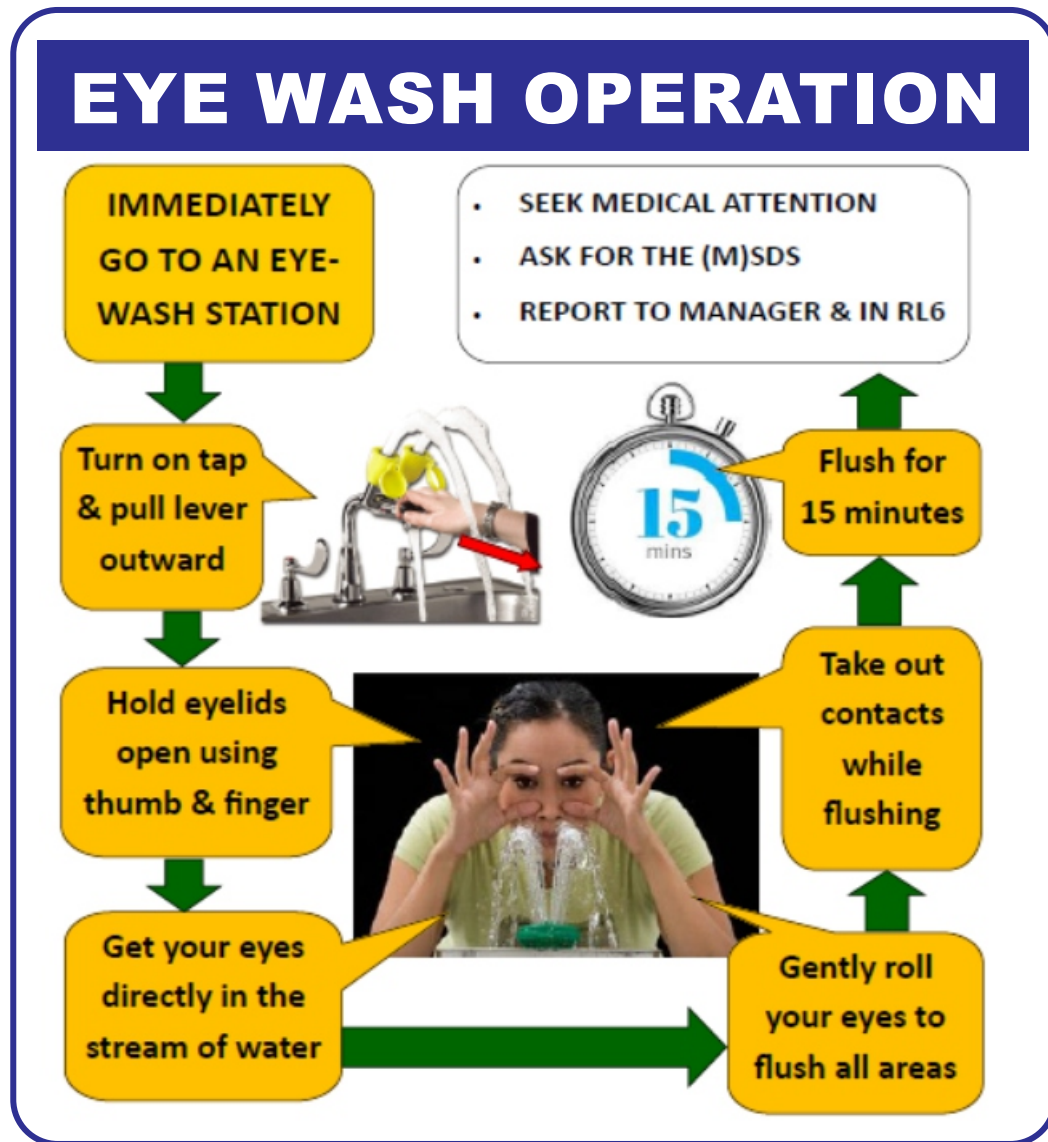 EYE WASH OPERATION
IMMEDIATELY
GO TO AN EYE-
WASH STATION
Turn on tap
& pull lever
outward
Hold eyelids
open using
thumb & finger
Get your eyes
directly in the
stream of water
Gently roll
your eyes to
flush all areas
Take out
contacts
while
flushing
Flush for
15 minutes
15
mins
• SEEK MEDICAL ATTENTION
• ASK FOR THE (M)SDS
• REPORT TO MANAGER & IN RL6